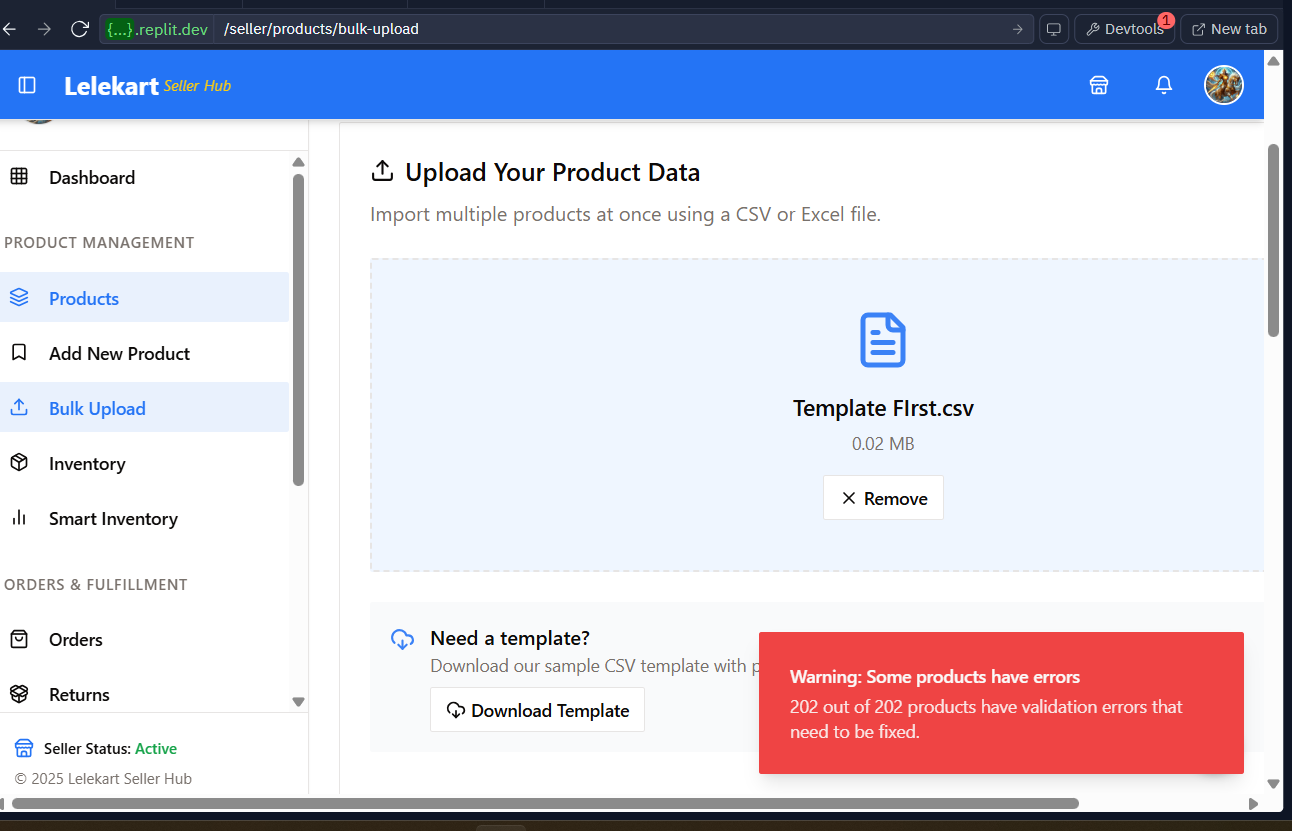 {...}.replit.dev /seller/products/bulk-upload
Devtools
1
New tab
Lelekart Seller Hub
Dashboard
PRODUCT MANAGEMENT
Products
Add New Product
Bulk Upload
Inventory
Smart Inventory
ORDERS & FULFILLMENT
Orders
Returns
Seller Status: Active
© 2025 Lelekart Seller Hub
Upload Your Product Data
Import multiple products at once using a CSV or Excel file.
Template FIrst.csv
0.02 MB
Remove
Need a template?
Download our sample CSV template with p
Download Template
Warning: Some products have errors
202 out of 202 products have validation errors that
need to be fixed.